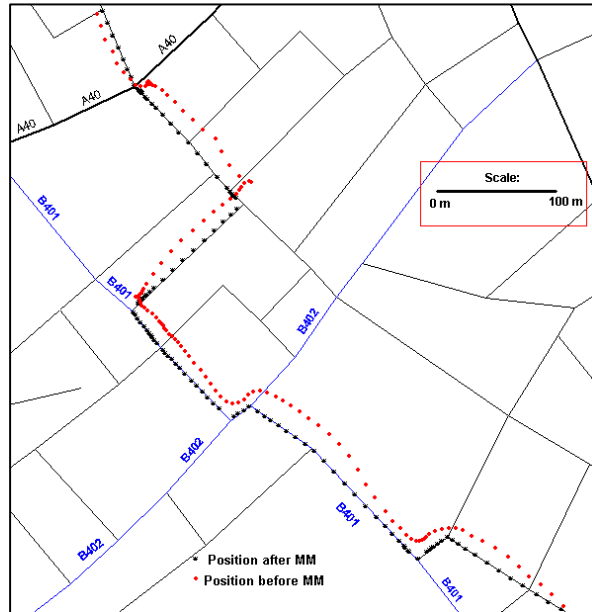 A40
A40
A40
B401
Scale:
0 m 100 m
B401
B402
B402
B401
B402
Position after MM
Position before MM
B401